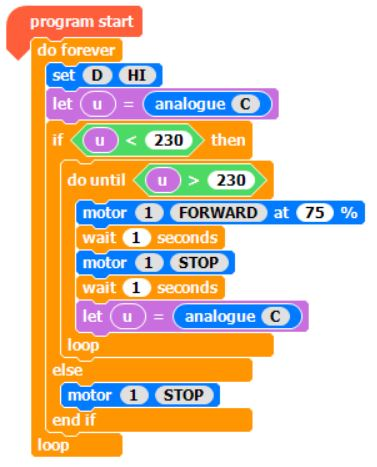 program start
do forever
set D HI
let u = analogue C
if u < 230 then
do until u > 230
motor 1 FORWARD at 75 %
wait 1 seconds
motor 1 STOP
wait 1 seconds
let u = analogue C
loop
else
motor 1 STOP
end if
loop